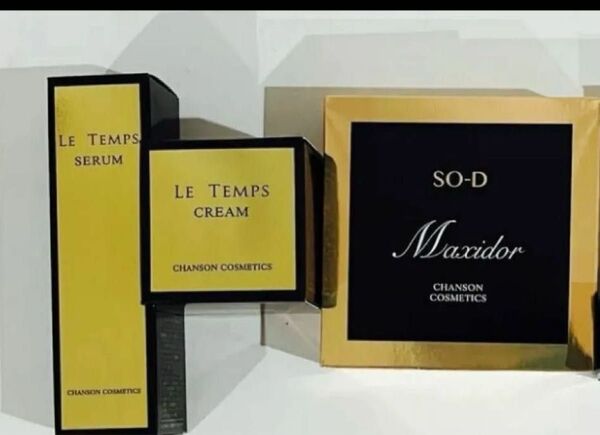 LE TEMPS
SERUM
CHANSON COSMETICS
LE TEMPS
CREAM
CHANSON COSMETICS
SO-D
Maxidor
CHANSON
COSMETICS